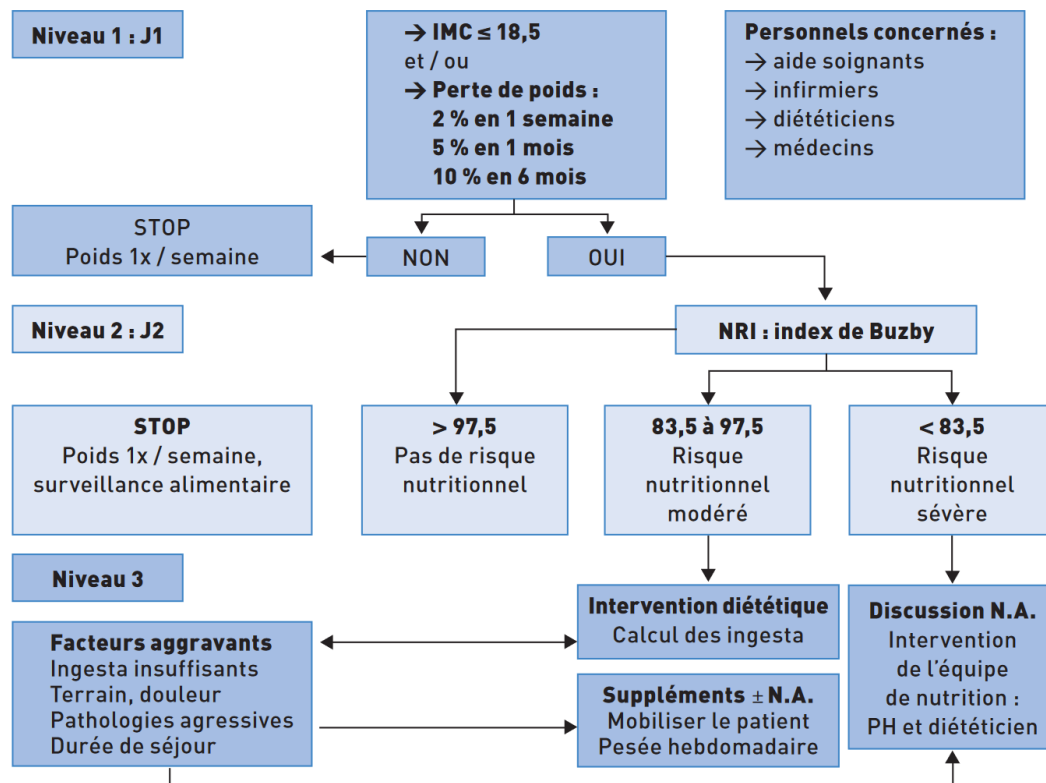 Niveau 1 : J1
→ IMC ≤ 18,5
et / ou
→ Perte de poids :
2 % en 1 semaine
5 % en 1 mois
10 % en 6 mois
Personnels concernés :
→ aide soignants
→ infirmiers
→ diététiciens
→ médecins
STOP
Poids 1x / semaine
NON
OUI
Niveau 2 : J2
NRI : index de Buzby
STOP
Poids 1x / semaine,
surveillance alimentaire
> 97,5
Pas de risque
nutritionnel
83,5 à 97,5
Risque
nutritionnel
modéré
< 83,5
Risque
nutritionnel
sévère
Niveau 3
Facteurs aggravants
Ingesta insuffisants
Terrain, douleur
Pathologies agressives
Durée de séjour
Intervention diététique
Calcul des ingesta
Suppléments ± N.A.
Mobiliser le patient
Pesée hebdomadaire
Discussion N.A.
Intervention
de l'équipe
de nutrition :
PH et diététicien